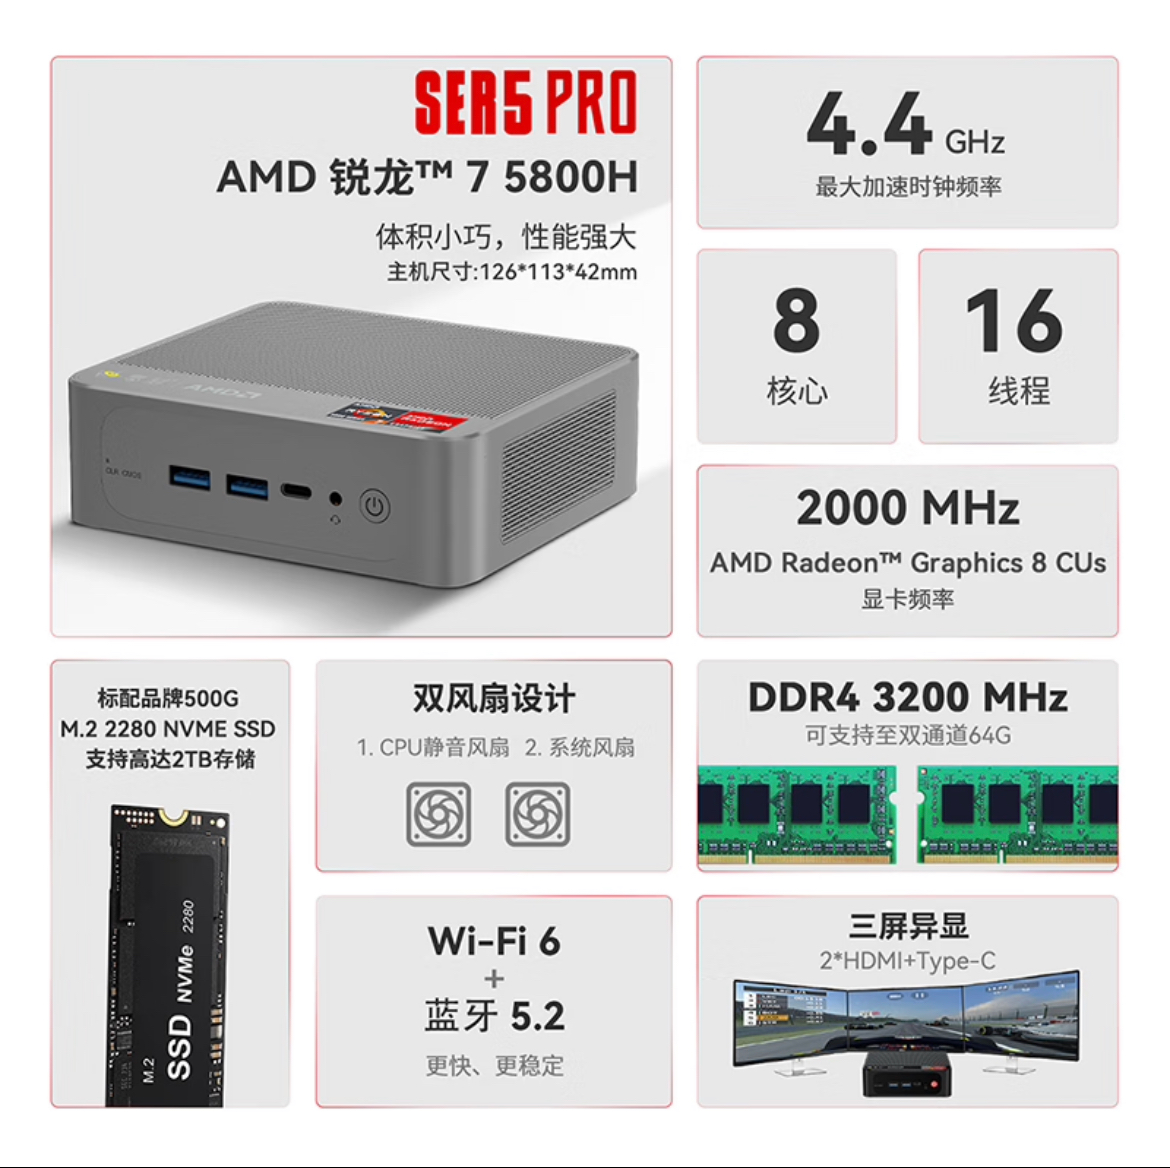 SER5 PRO
AMD 锐龙™ 7 5800H
体积小巧，性能强大
主机尺寸:126*113*42mm
AMD
CLR CMOS
4.4 GHz
最大加速时钟频率
8
核心
16
线程
2000 MHz
AMD Radeon™ Graphics 8 CUs
显卡频率
标配品牌500G
M.2 2280 NVME SSD
支持高达2TB存储
M.2
SSD NVMe 2280
双风扇设计
1. CPU静音风扇 2. 系统风扇
DDR4 3200 MHz
可支持至双通道64G
Wi-Fi 6
+
蓝牙 5.2
更快、更稳定
三屏异显
2*HDMI+Type-C